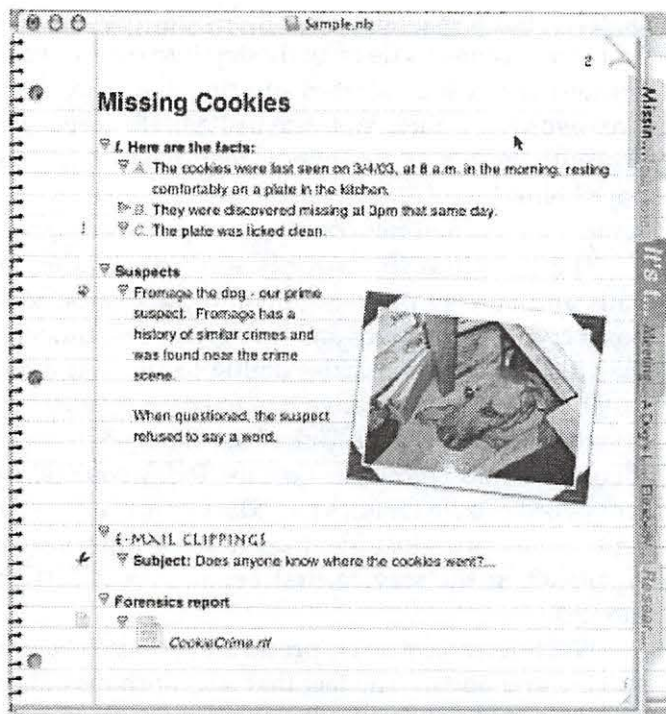 Sample.nb
2
Missing Cookies
I. Here are the facts:
A. The cookies were last seen on 3/4/03, at 8 a.m. in the morning, resting
comfortably on a plate in the kitchen.
B. They were discovered missing at 3pm that same day.
! C. The plate was licked clean.
Suspects
Fromage the dog - our prime
suspect. Fromage has a
history of similar crimes and
was found near the crime
scene.
When questioned, the suspect
refused to say a word.
E-MAIL CLIPPINGS
Subject: Does anyone know where the cookies went?...
Forensics report
CookieCrime.rtf
Missin...
Meeting
A Dog's L